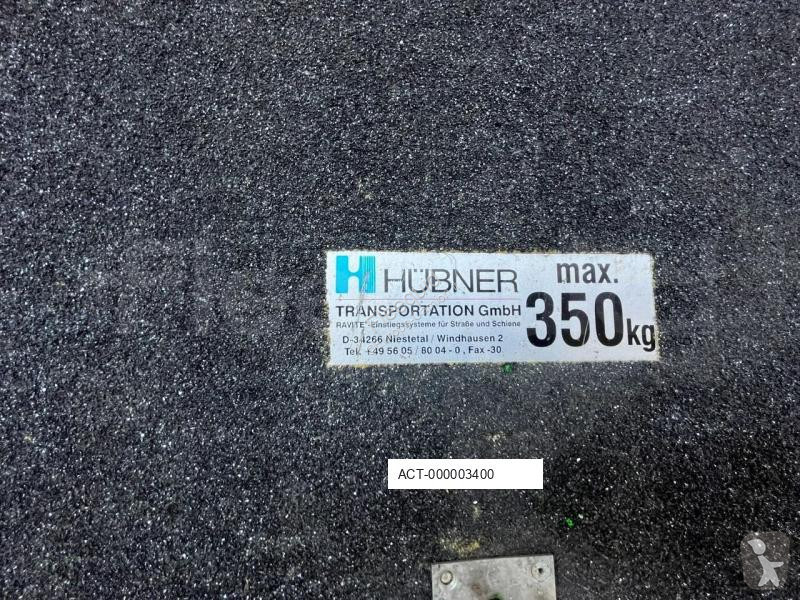 HÜBNER
TRANSPORTATION GmbH
RAVITE®-Einstiegssysteme für Straße und Schiene
D-34266 Niestetal / Windhausen 2
Tel. +49 56 05 / 80 04 - 0 , Fax -30
max.
350kg
ACT-000003400